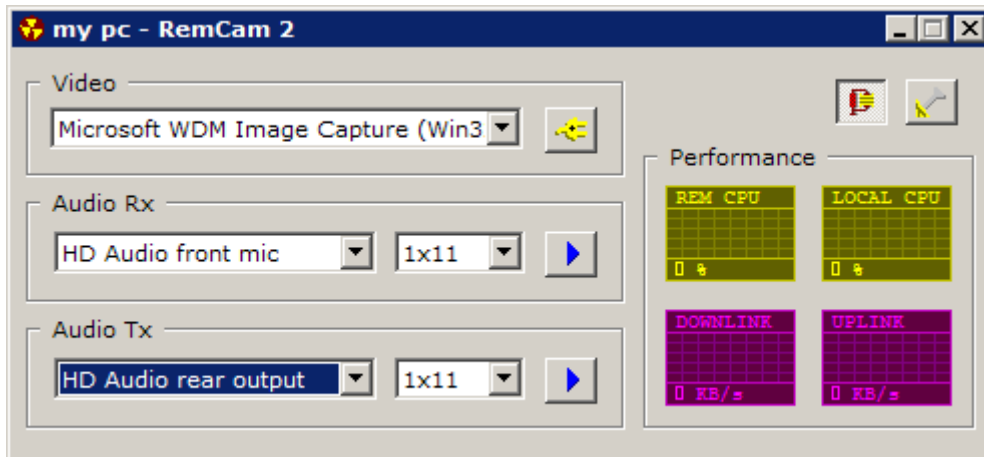 my pc - RemCam 2
Video
Microsoft WDM Image Capture (Win3
Audio Rx
HD Audio front mic
1x11
Audio Tx
HD Audio rear output
1x11
Performance
REM CPU
LOCAL CPU
0 %
0 %
DOWNLINK
UPLINK
0 KB/s
0 KB/s